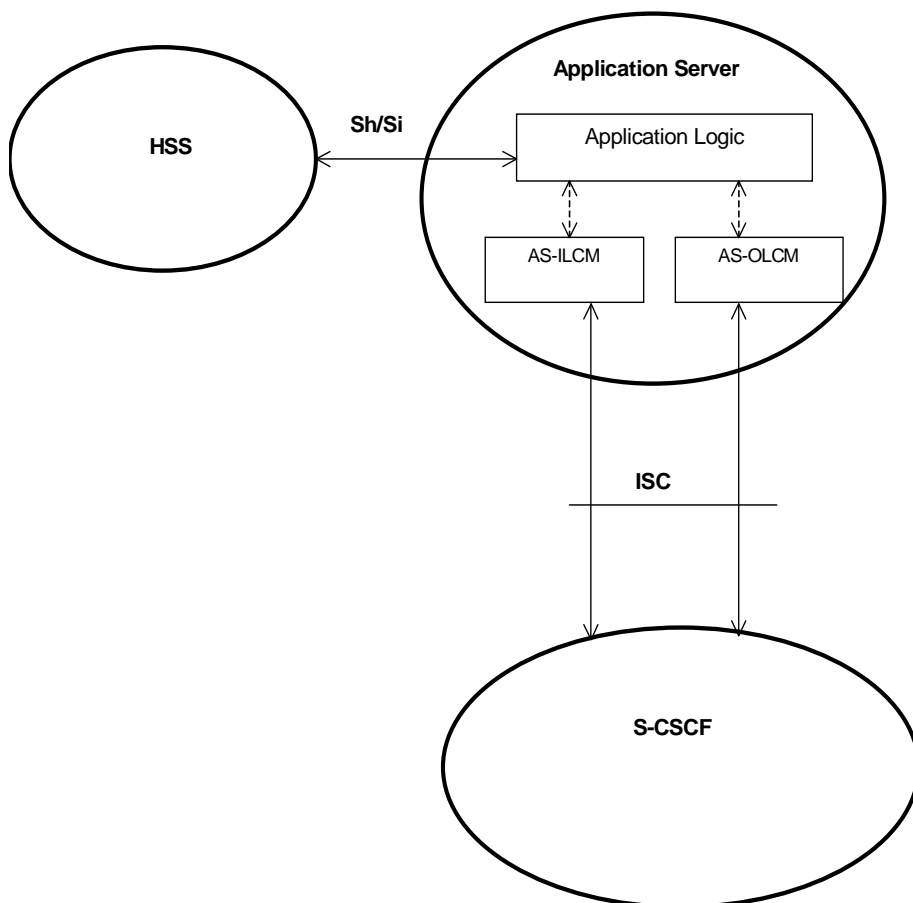 Application Server
HSS
Sh/Si
Application Logic
AS-ILCM
AS-OLCM
ISC
S-CSCF